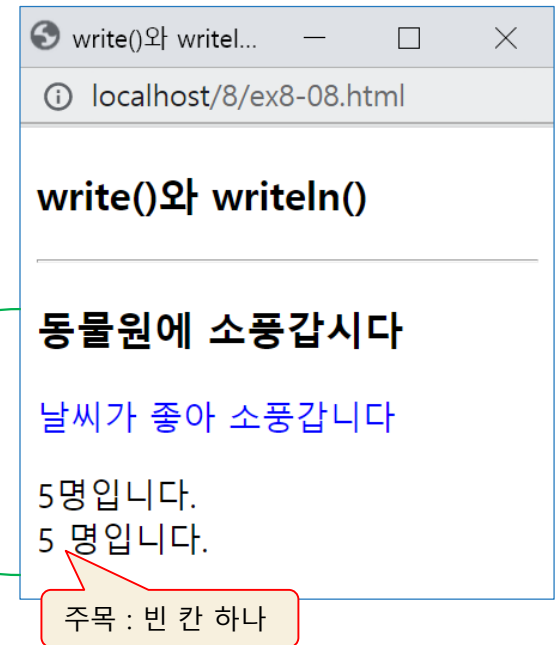 write()와 writel...
localhost/8/ex8-08.html
write()와 writeln()
동물원에 소풍갑시다
날씨가 좋아 소풍갑니다
5명입니다.
5 명입니다.
주목 : 빈 칸 하나